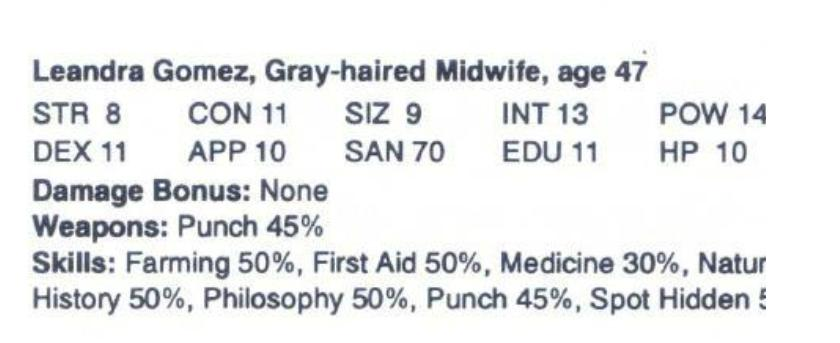 Leandra Gomez, Gray-haired Midwife, age 47
STR 8 CON 11 SIZ 9 INT 13 POW 14
DEX 11 APP 10 SAN 70 EDU 11 HP 10
Damage Bonus: None
Weapons: Punch 45%
Skills: Farming 50%, First Aid 50%, Medicine 30%, Natur
History 50%, Philosophy 50%, Punch 45%, Spot Hidden